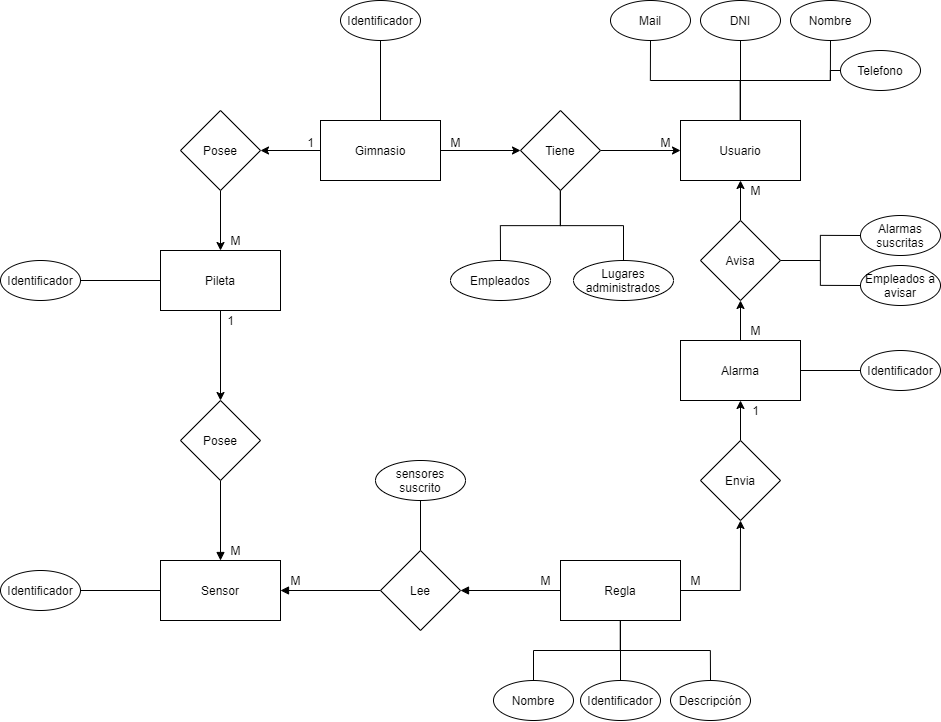 Identificador
Mail
DNI
Nombre
Telefono
Posee
1
Gimnasio
M
Tiene
M
Usuario
M
M
Identificador
Pileta
1
Empleados
Lugares
administrados
Avisa
Alarmas
suscritas
Empleados a
avisar
M
Alarma
Identificador
1
Posee
sensores
suscrito
Envia
M
Identificador
Sensor
M
Lee
M
Regla
M
Nombre
Identificador
Descripción